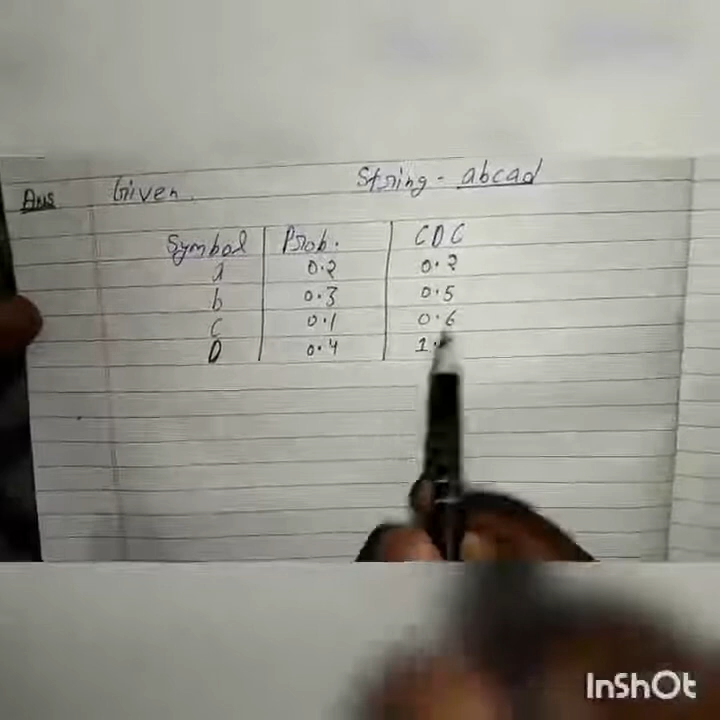 Ans Given. String - abcad
Symbol Prob. CDC
a 0.2 0.2
b 0.3 0.5
c 0.1 0.6
D 0.4
InShOt